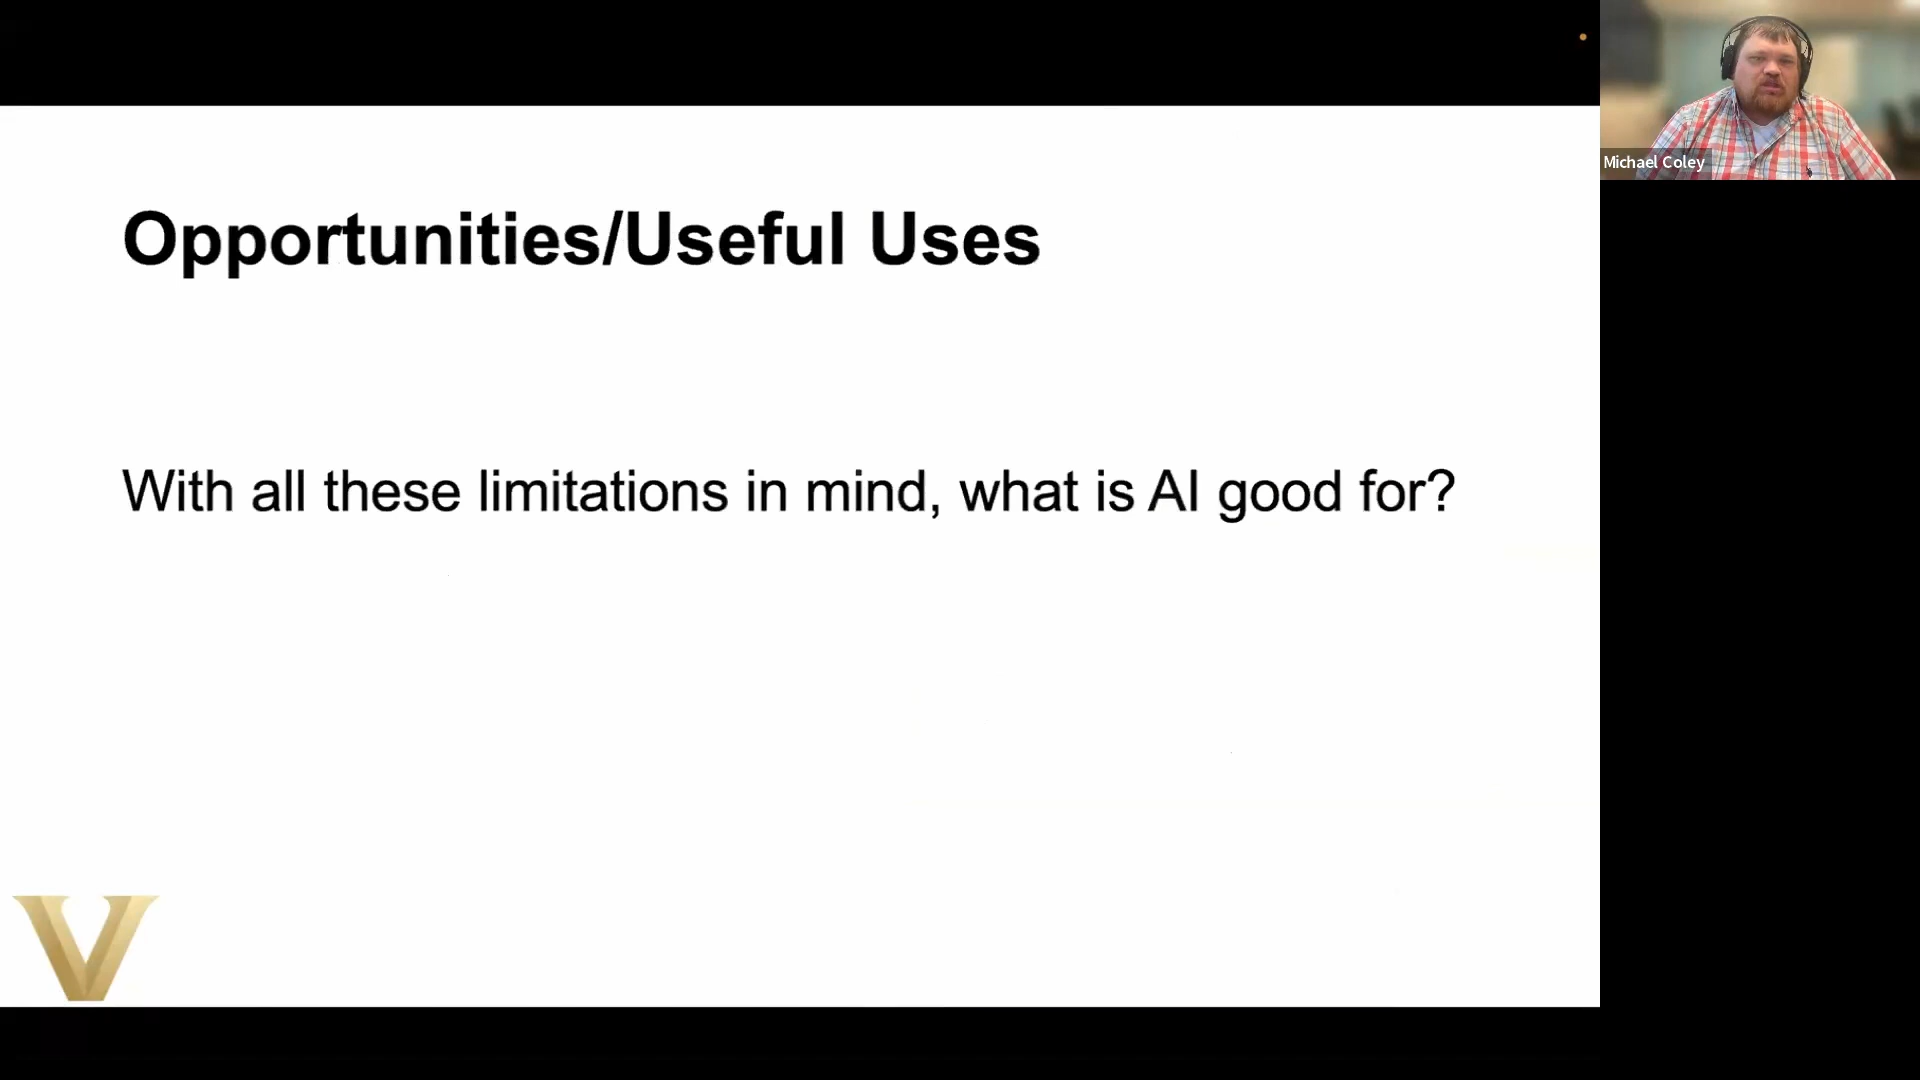 Opportunities/Useful Uses
With all these limitations in mind, what is AI good for?
V
Michael Coley